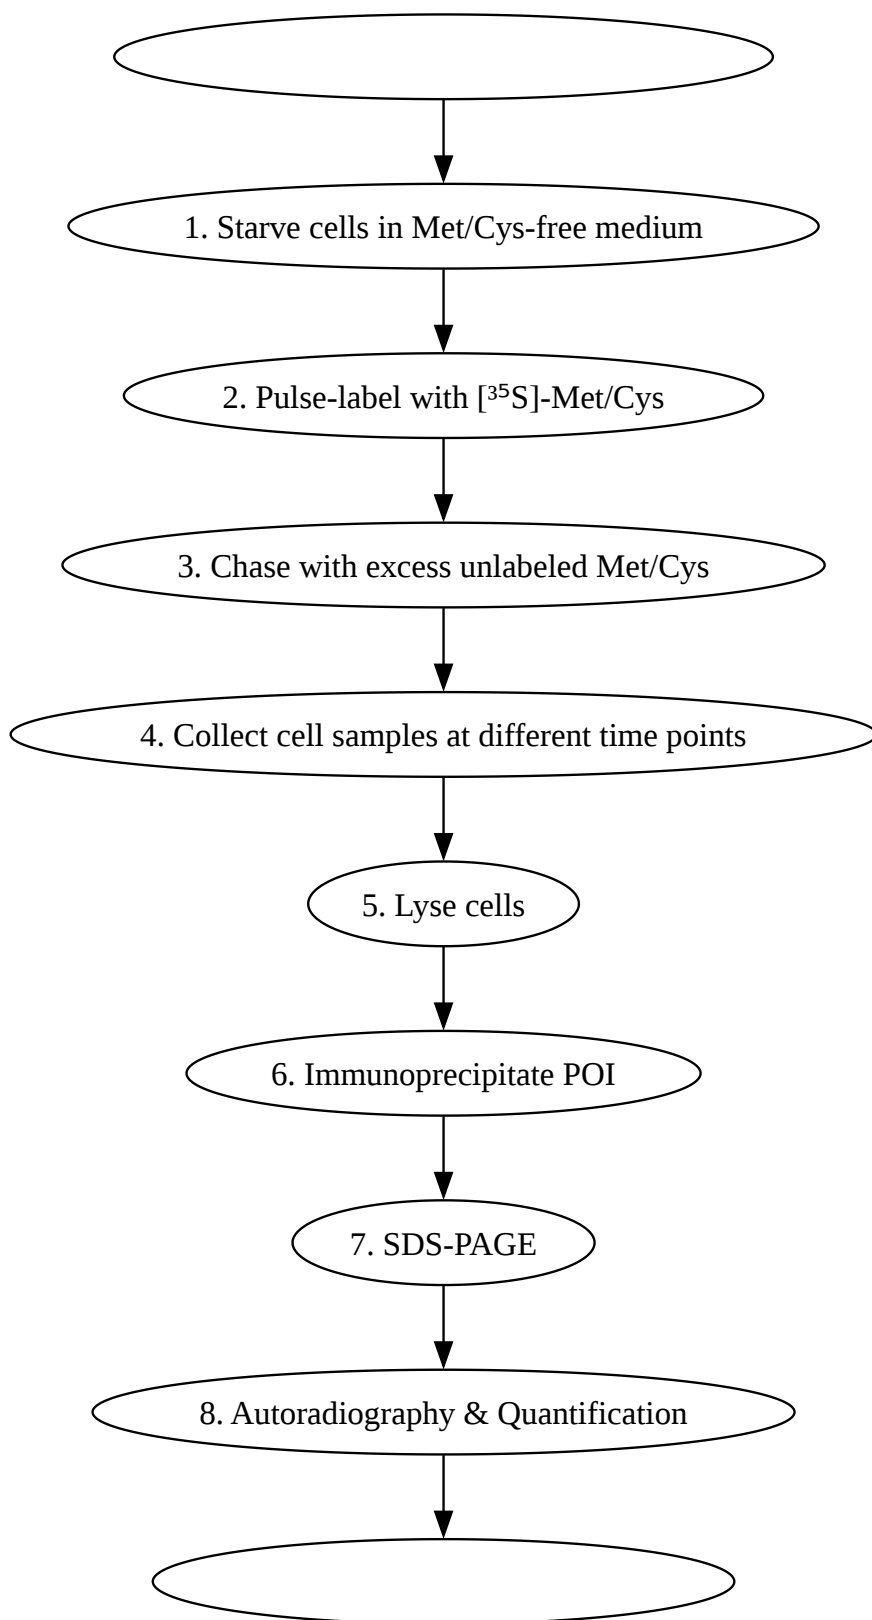 1. Starve cells in Met/Cys-free medium
2. Pulse-label with [³⁵S]-Met/Cys
3. Chase with excess unlabeled Met/Cys
4. Collect cell samples at different time points
5. Lyse cells
6. Immunoprecipitate POI
7. SDS-PAGE
8. Autoradiography & Quantification